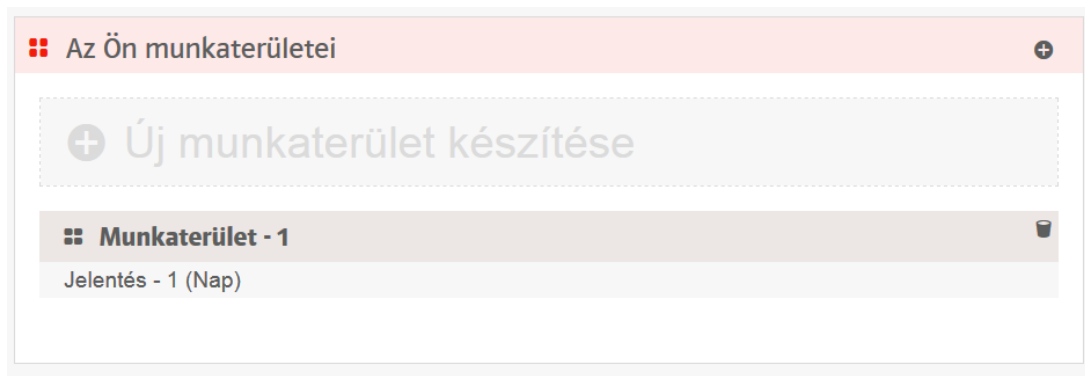 Az Ön munkaterületei
Új munkaterület készítése
Munkaterület - 1
Jelentés - 1 (Nap)